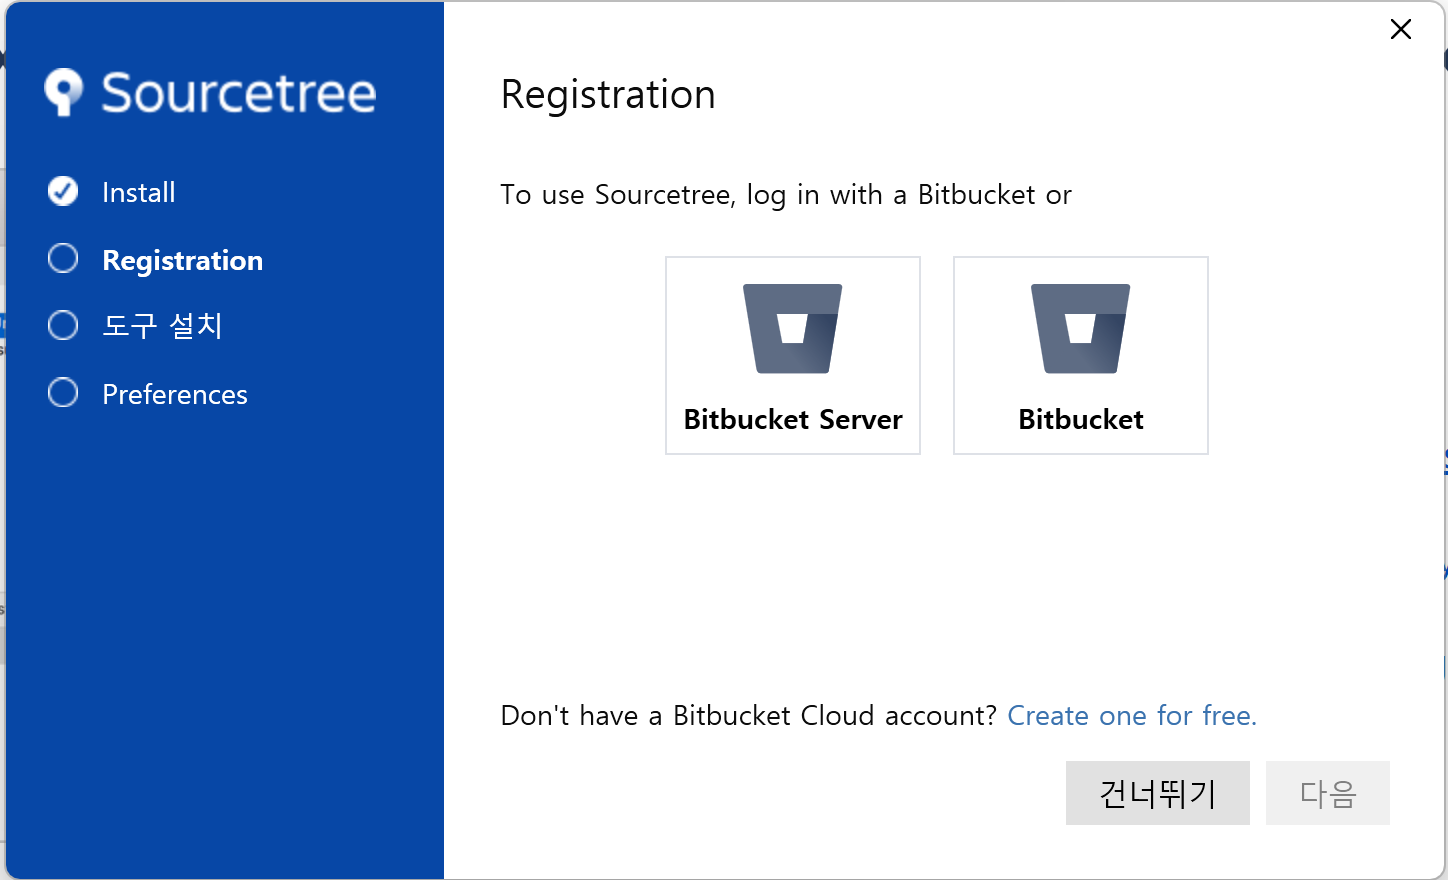 Sourcetree
Install
Registration
도구 설치
Preferences
Registration
To use Sourcetree, log in with a Bitbucket or
Bitbucket Server
Bitbucket
Don't have a Bitbucket Cloud account? Create one for free.
건너뛰기
다음